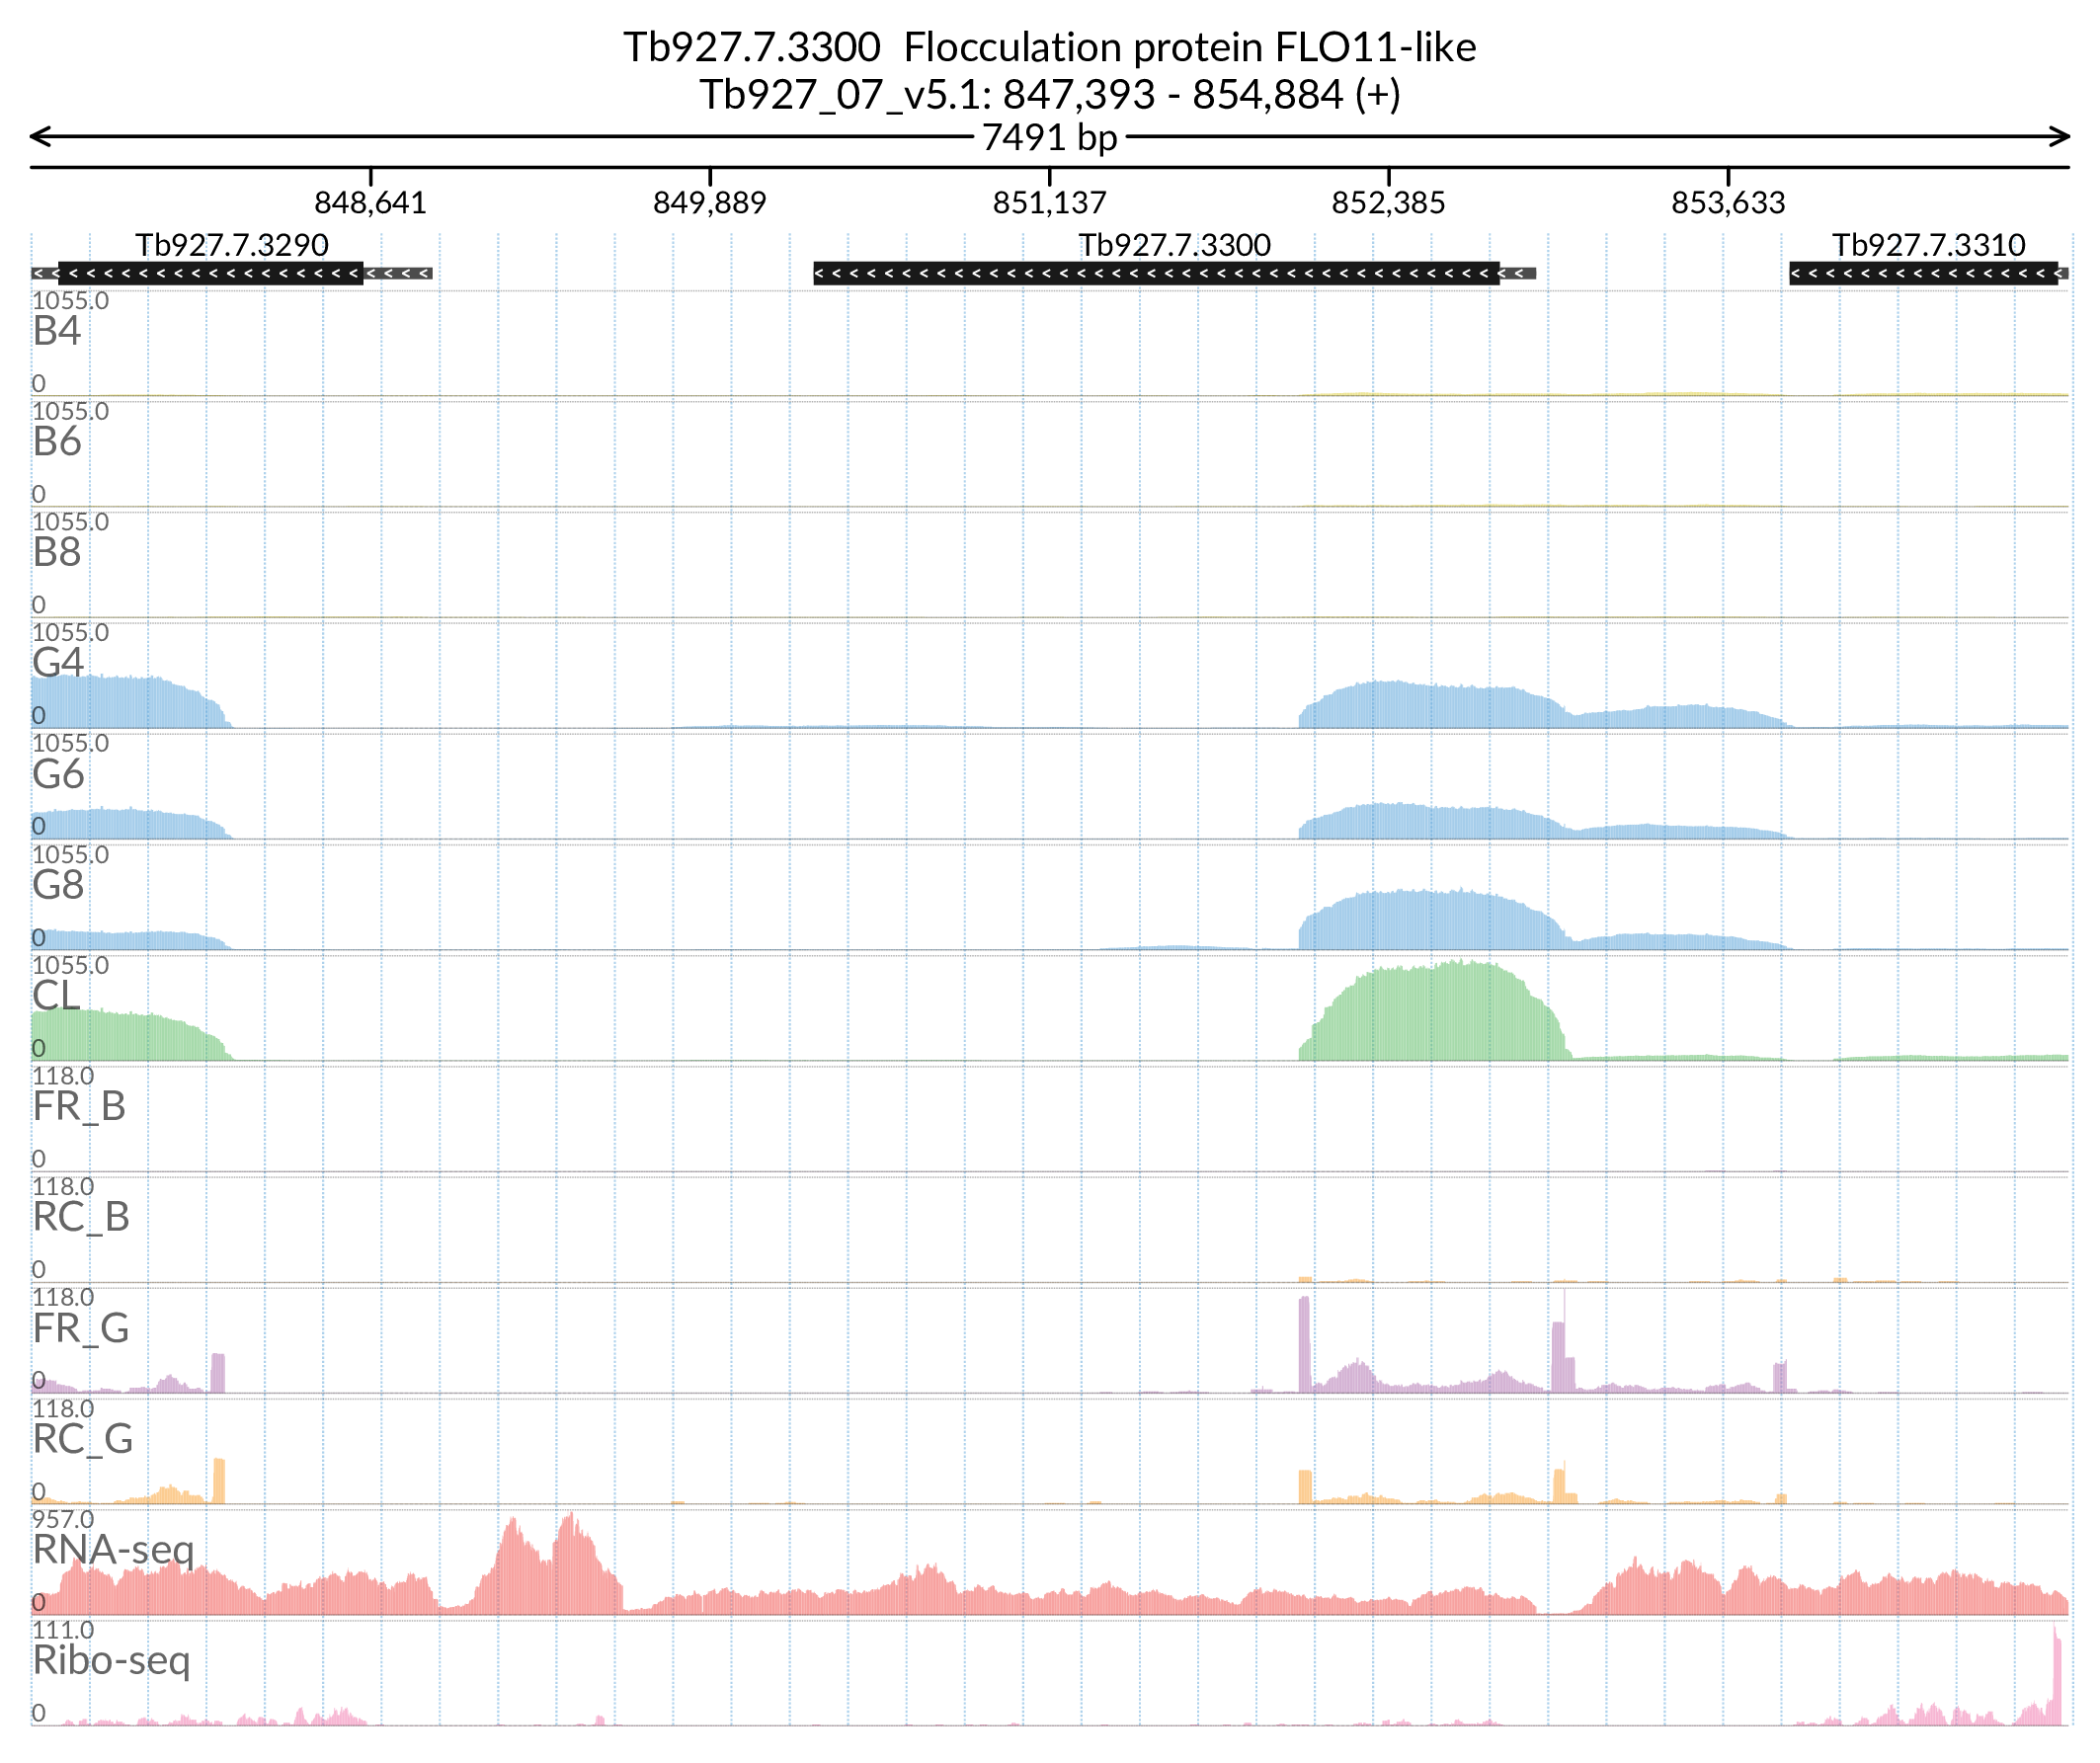 Tb927.7.3300 Flocculation protein FLO11-like
Tb927_07_v5.1: 847,393 - 854,884 (+)
7491 bp
848,641 849,889 851,137 852,385 853,633
Tb927.7.3290 Tb927.7.3300 Tb927.7.3310
1055.0
B4
0
1055.0
B6
0
1055.0
B8
0
1055.0
G4
0
1055.0
G6
0
1055.0
G8
0
1055.0
CL
0
118.0
FR_B
0
118.0
RC_B
0
118.0
FR_G
0
118.0
RC_G
0
957.0
RNA-seq
0
111.0
Ribo-seq
0